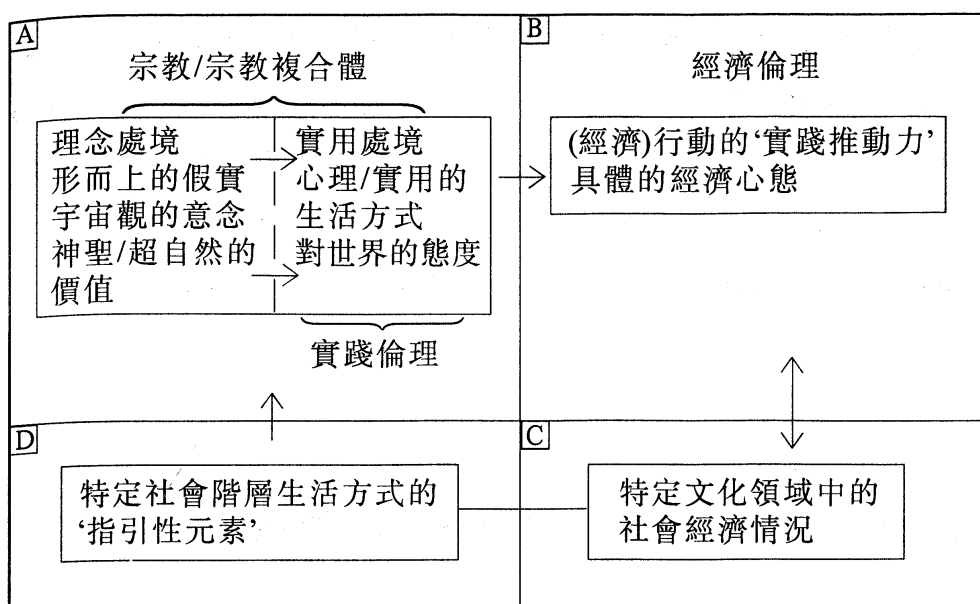 A
宗教/宗教複合體
理念處境
形而上的假實
宇宙觀的意念
神聖/超自然的
價值
實用處境
心理/實用的
生活方式
對世界的態度
實踐倫理
B
經濟倫理
(經濟)行動的‘實踐推動力’
具體的經濟心態
D
特定社會階層生活方式的
‘指引性元素’
C
特定文化領域中的
社會經濟情況